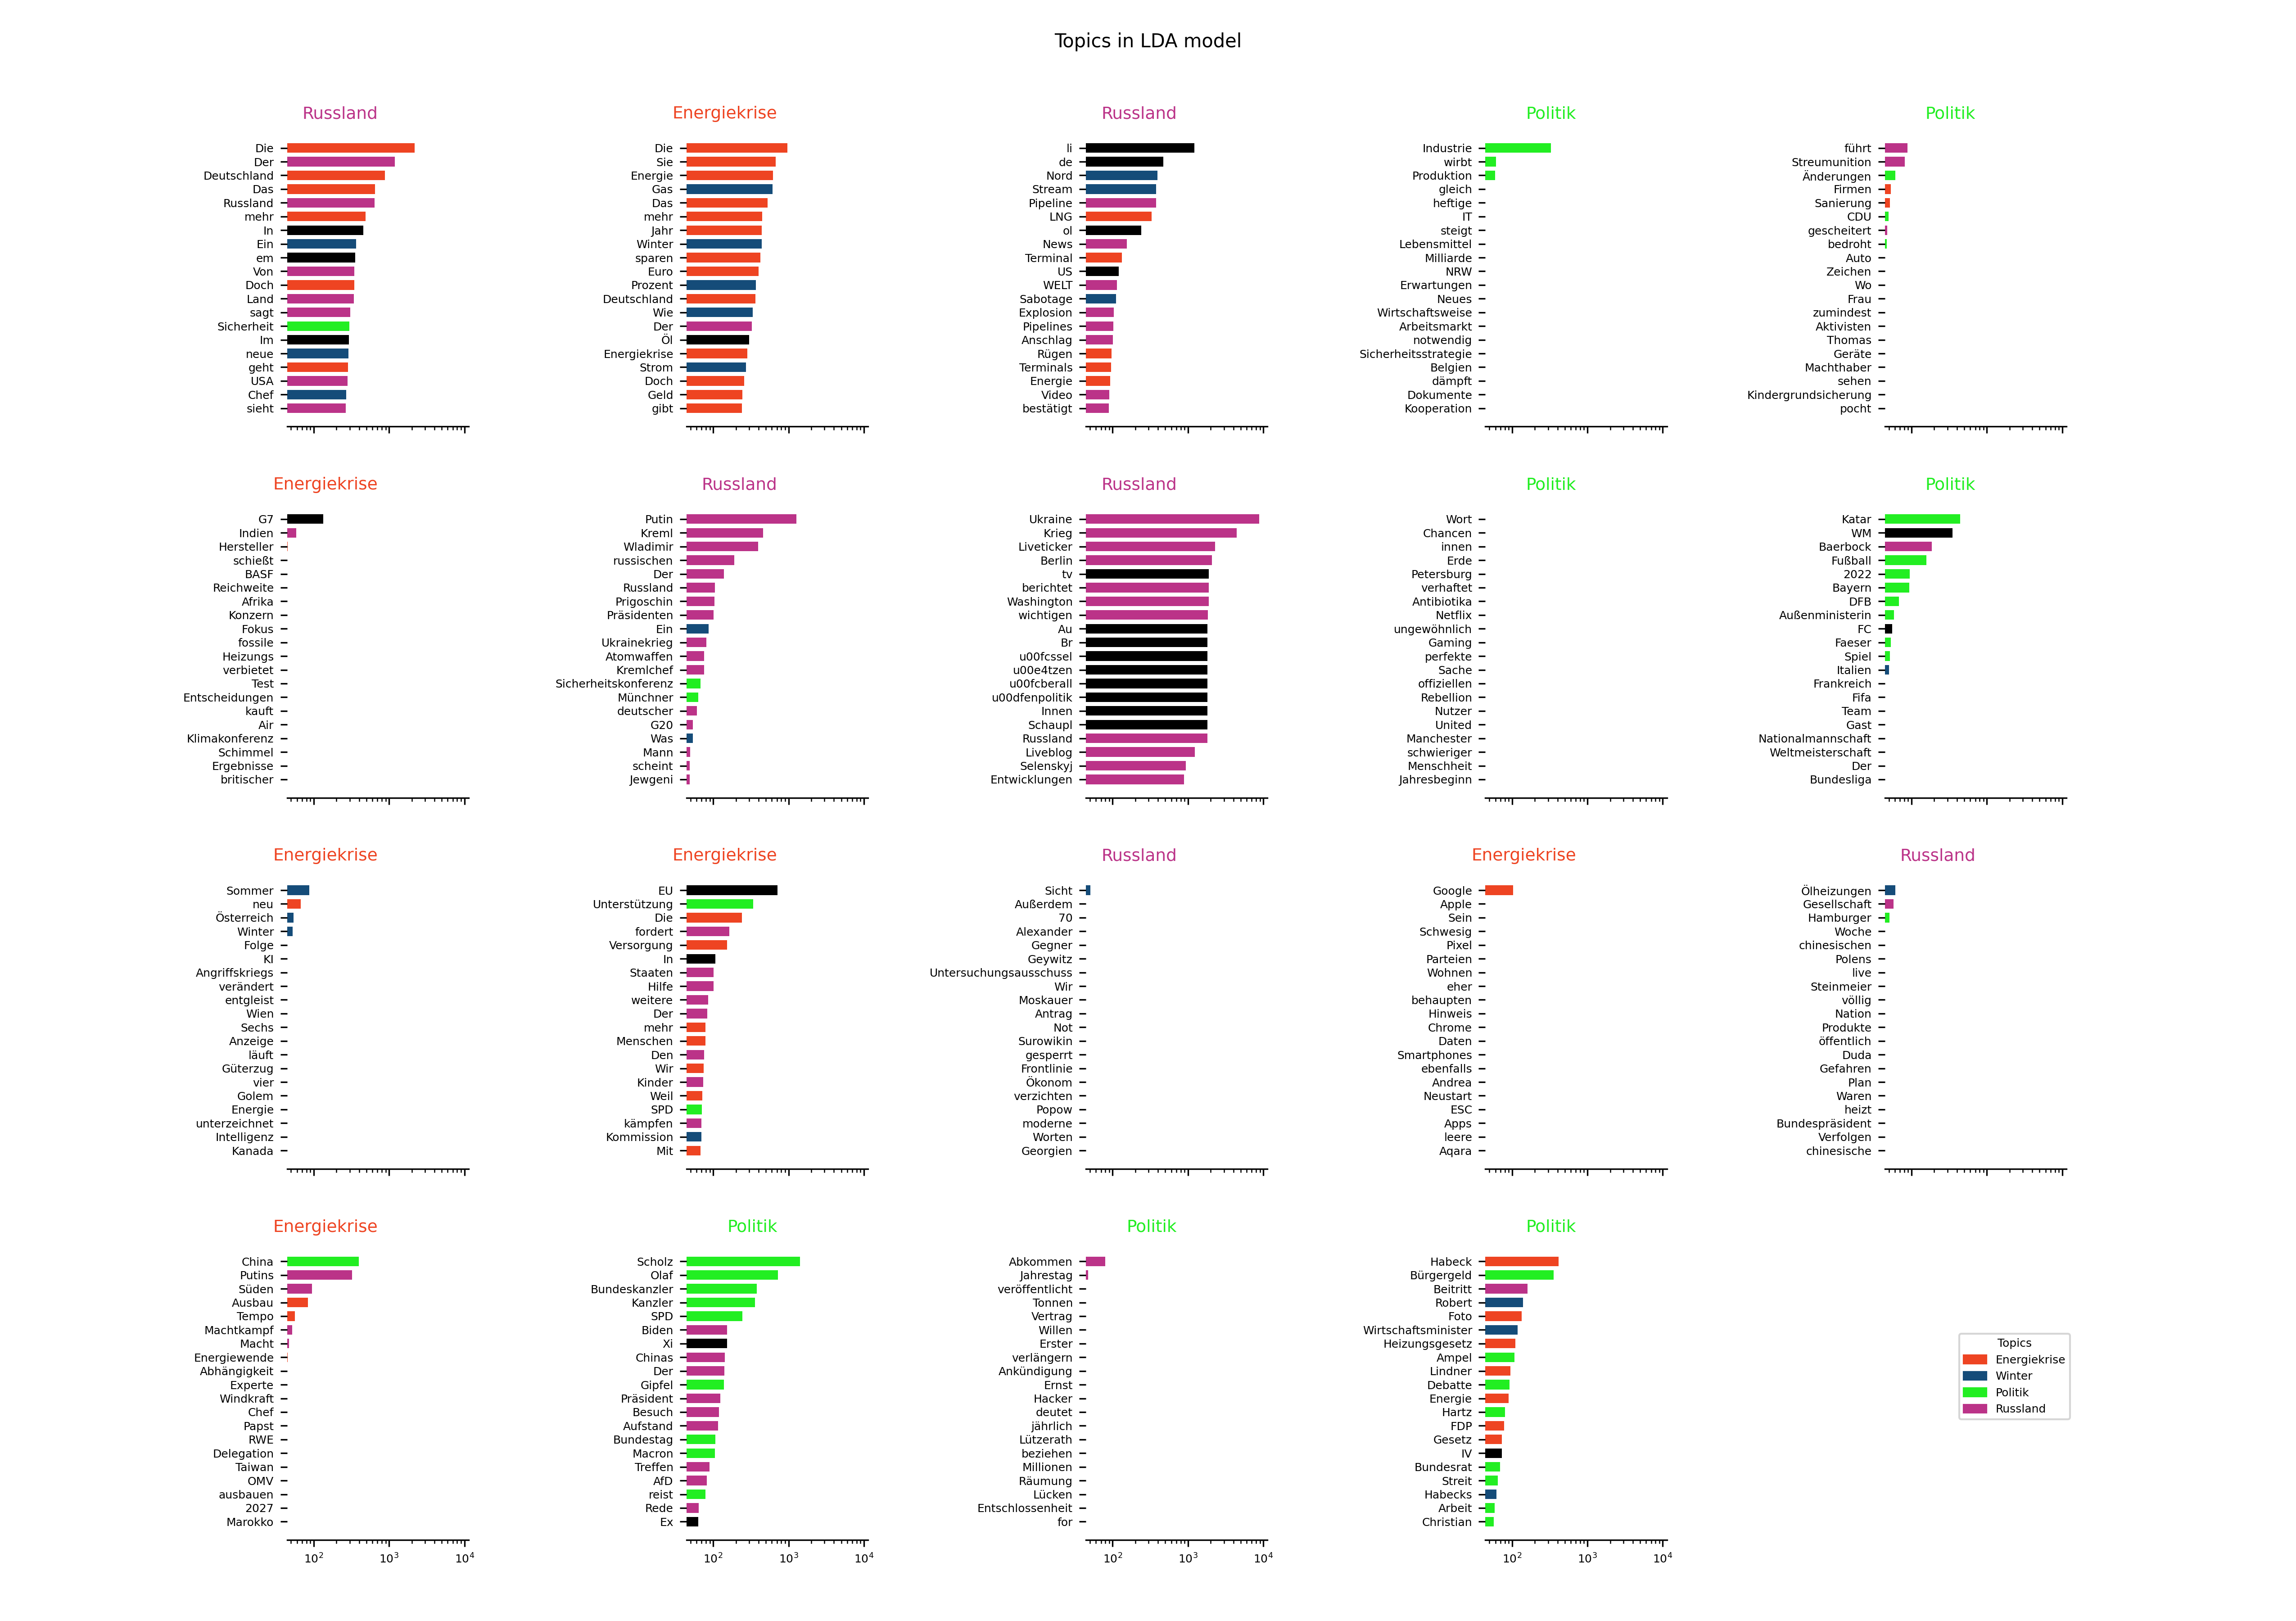 Topics in LDA model
Russland
Die
Der
Deutschland
Das
Russland
mehr
In
Ein
em
Von
Doch
Land
sagt
Sicherheit
Im
neue
geht
USA
Chef
sieht
Energiekrise
Die
Sie
Energie
Gas
Das
mehr
Jahr
Winter
sparen
Euro
Prozent
Deutschland
Wie
Der
Öl
Energiekrise
Strom
Doch
Geld
gibt
Russland
li
de
Nord
Stream
Pipeline
LNG
ol
News
Terminal
US
WELT
Sabotage
Explosion
Pipelines
Anschlag
Rügen
Terminals
Energie
Video
bestätigt
Politik
Industrie
wirbt
Produktion
gleich
heftige
IT
steigt
Lebensmittel
Milliarde
NRW
Erwartungen
Neues
Wirtschaftsweise
Arbeitsmarkt
notwendig
Sicherheitsstrategie
Belgien
dämpft
Dokumente
Kooperation
Politik
führt
Streumunition
Änderungen
Firmen
Sanierung
CDU
gescheitert
bedroht
Auto
Zeichen
Wo
Frau
zumindest
Aktivisten
Thomas
Geräte
Machthaber
sehen
Kindergrundsicherung
pocht
Energiekrise
G7
Indien
Hersteller
schießt
BASF
Reichweite
Afrika
Konzern
Fokus
fossile
Heizungs
verbietet
Test
Entscheidungen
kauft
Air
Klimakonferenz
Schimmel
Ergebnisse
britischer
Russland
Putin
Kreml
Wladimir
russischen
Der
Russland
Prigoschin
Präsidenten
Ein
Ukrainekrieg
Atomwaffen
Kremlchef
Sicherheitskonferenz
Münchner
deutscher
G20
Was
Mann
scheint
Jewgeni
Russland
Ukraine
Krieg
Liveticker
Berlin
tv
berichtet
Washington
wichtigen
Au
Br
u00fcssel
u00e4tzen
u00fcberall
u00dfenpolitik
Innen
Schaupl
Russland
Liveblog
Selenskyj
Entwicklungen
Politik
Wort
Chancen
innen
Erde
Petersburg
verhaftet
Antibiotika
Netflix
ungewöhnlich
Gaming
perfekte
Sache
offiziellen
Rebellion
Nutzer
United
Manchester
schwieriger
Menschheit
Jahresbeginn
Politik
Katar
WM
Baerbock
Fußball
2022
Bayern
DFB
Außenministerin
FC
Faeser
Spiel
Italien
Frankreich
Fifa
Team
Gast
Nationalmannschaft
Weltmeisterschaft
Der
Bundesliga
Energiekrise
Sommer
neu
Österreich
Winter
Folge
KI
Angriffskriegs
verändert
entgleist
Wien
Sechs
Anzeige
läuft
Güterzug
vier
Golem
Energie
unterzeichnet
Intelligenz
Kanada
Energiekrise
EU
Unterstützung
Die
fordert
Versorgung
In
Staaten
Hilfe
weitere
Der
mehr
Menschen
Den
Wir
Kinder
Weil
SPD
kämpfen
Kommission
Mit
Russland
Sicht
Außerdem
70
Alexander
Gegner
Geywitz
Untersuchungsausschuss
Wir
Moskauer
Antrag
Not
Surowikin
gesperrt
Frontlinie
Ökonom
verzichten
Popow
moderne
Worten
Georgien
Energiekrise
Google
Apple
Sein
Schwesig
Pixel
Parteien
Wohnen
eher
behaupten
Hinweis
Chrome
Daten
Smartphones
ebenfalls
Andrea
Neustart
ESC
Apps
leere
Aqara
Russland
Ölheizungen
Gesellschaft
Hamburger
Woche
chinesischen
Polens
live
Steinmeier
völlig
Nation
Produkte
öffentlich
Duda
Gefahren
Plan
Waren
heizt
Bundespräsident
Verfolgen
chinesische
Energiekrise
China
Putins
Süden
Ausbau
Tempo
Machtkampf
Macht
Energiewende
Abhängigkeit
Experte
Windkraft
Chef
Papst
RWE
Delegation
Taiwan
OMV
ausbauen
2027
Marokko
10² 10³ 10⁴
Politik
Scholz
Olaf
Bundeskanzler
Kanzler
SPD
Biden
Xi
Chinas
Der
Gipfel
Präsident
Besuch
Aufstand
Bundestag
Macron
Treffen
AfD
reist
Rede
Ex
10² 10³ 10⁴
Politik
Abkommen
Jahrestag
veröffentlicht
Tonnen
Vertrag
Willen
Erster
verlängern
Ankündigung
Ernst
Hacker
deutet
jährlich
Lützerath
beziehen
Millionen
Räumung
Lücken
Entschlossenheit
for
10² 10³ 10⁴
Politik
Habeck
Bürgergeld
Beitritt
Robert
Foto
Wirtschaftsminister
Heizungsgesetz
Ampel
Lindner
Debatte
Energie
Hartz
FDP
Gesetz
IV
Bundesrat
Streit
Habecks
Arbeit
Christian
10² 10³ 10⁴
Topics
Energiekrise
Winter
Politik
Russland